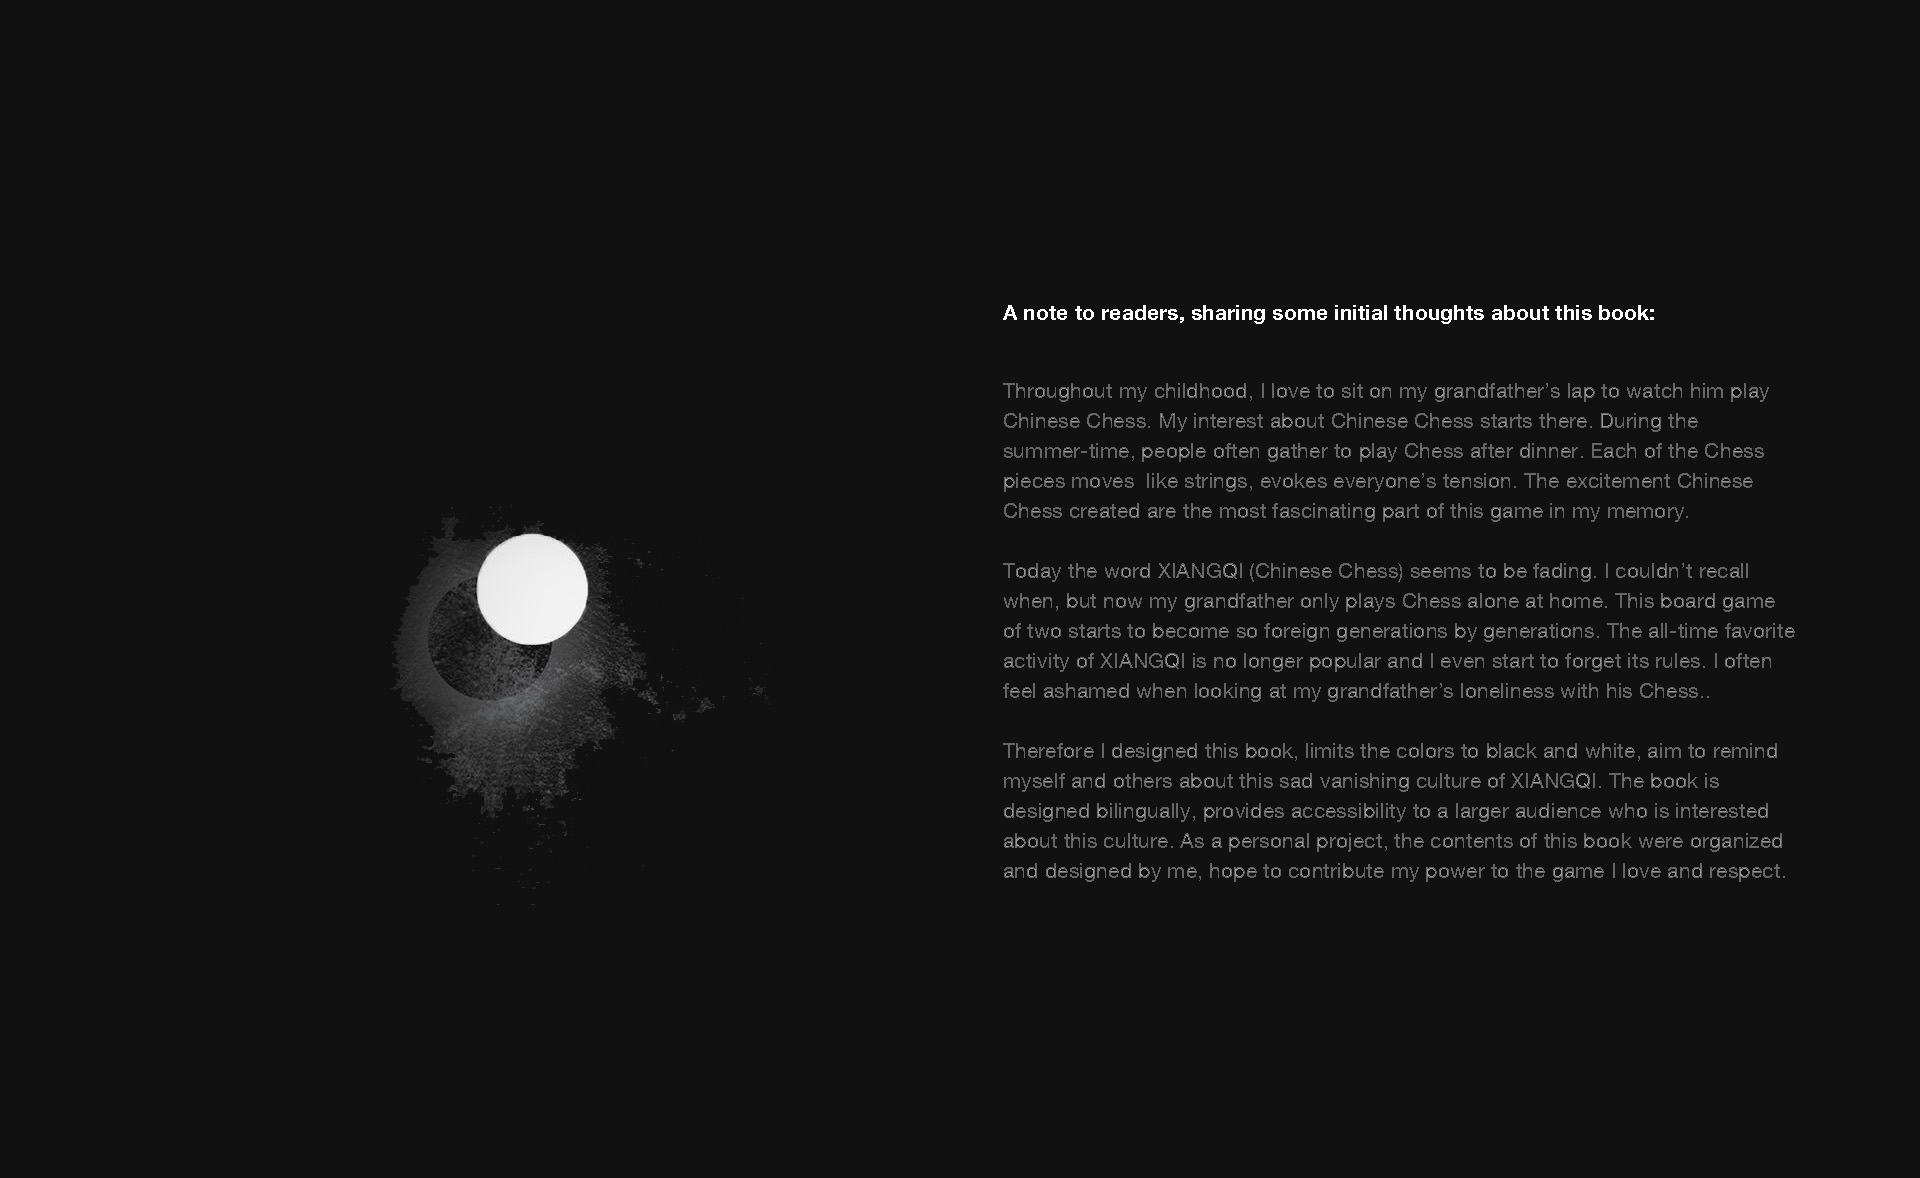 A note to readers, sharing some initial thoughts about this book:
Throughout my childhood, I love to sit on my grandfather’s lap to watch him play
Chinese Chess. My interest about Chinese Chess starts there. During the
summer-time, people often gather to play Chess after dinner. Each of the Chess
pieces moves  like strings, evokes everyone’s tension. The excitement Chinese
Chess created are the most fascinating part of this game in my memory.
Today the word XIANGQI (Chinese Chess) seems to be fading. I couldn’t recall
when, but now my grandfather only plays Chess alone at home. This board game
of two starts to become so foreign generations by generations. The all-time favorite
activity of XIANGQI is no longer popular and I even start to forget its rules. I often
feel ashamed when looking at my grandfather’s loneliness with his Chess..
Therefore I designed this book, limits the colors to black and white, aim to remind
myself and others about this sad vanishing culture of XIANGQI. The book is
designed bilingually, provides accessibility to a larger audience who is interested
about this culture. As a personal project, the contents of this book were organized
and designed by me, hope to contribute my power to the game I love and respect.